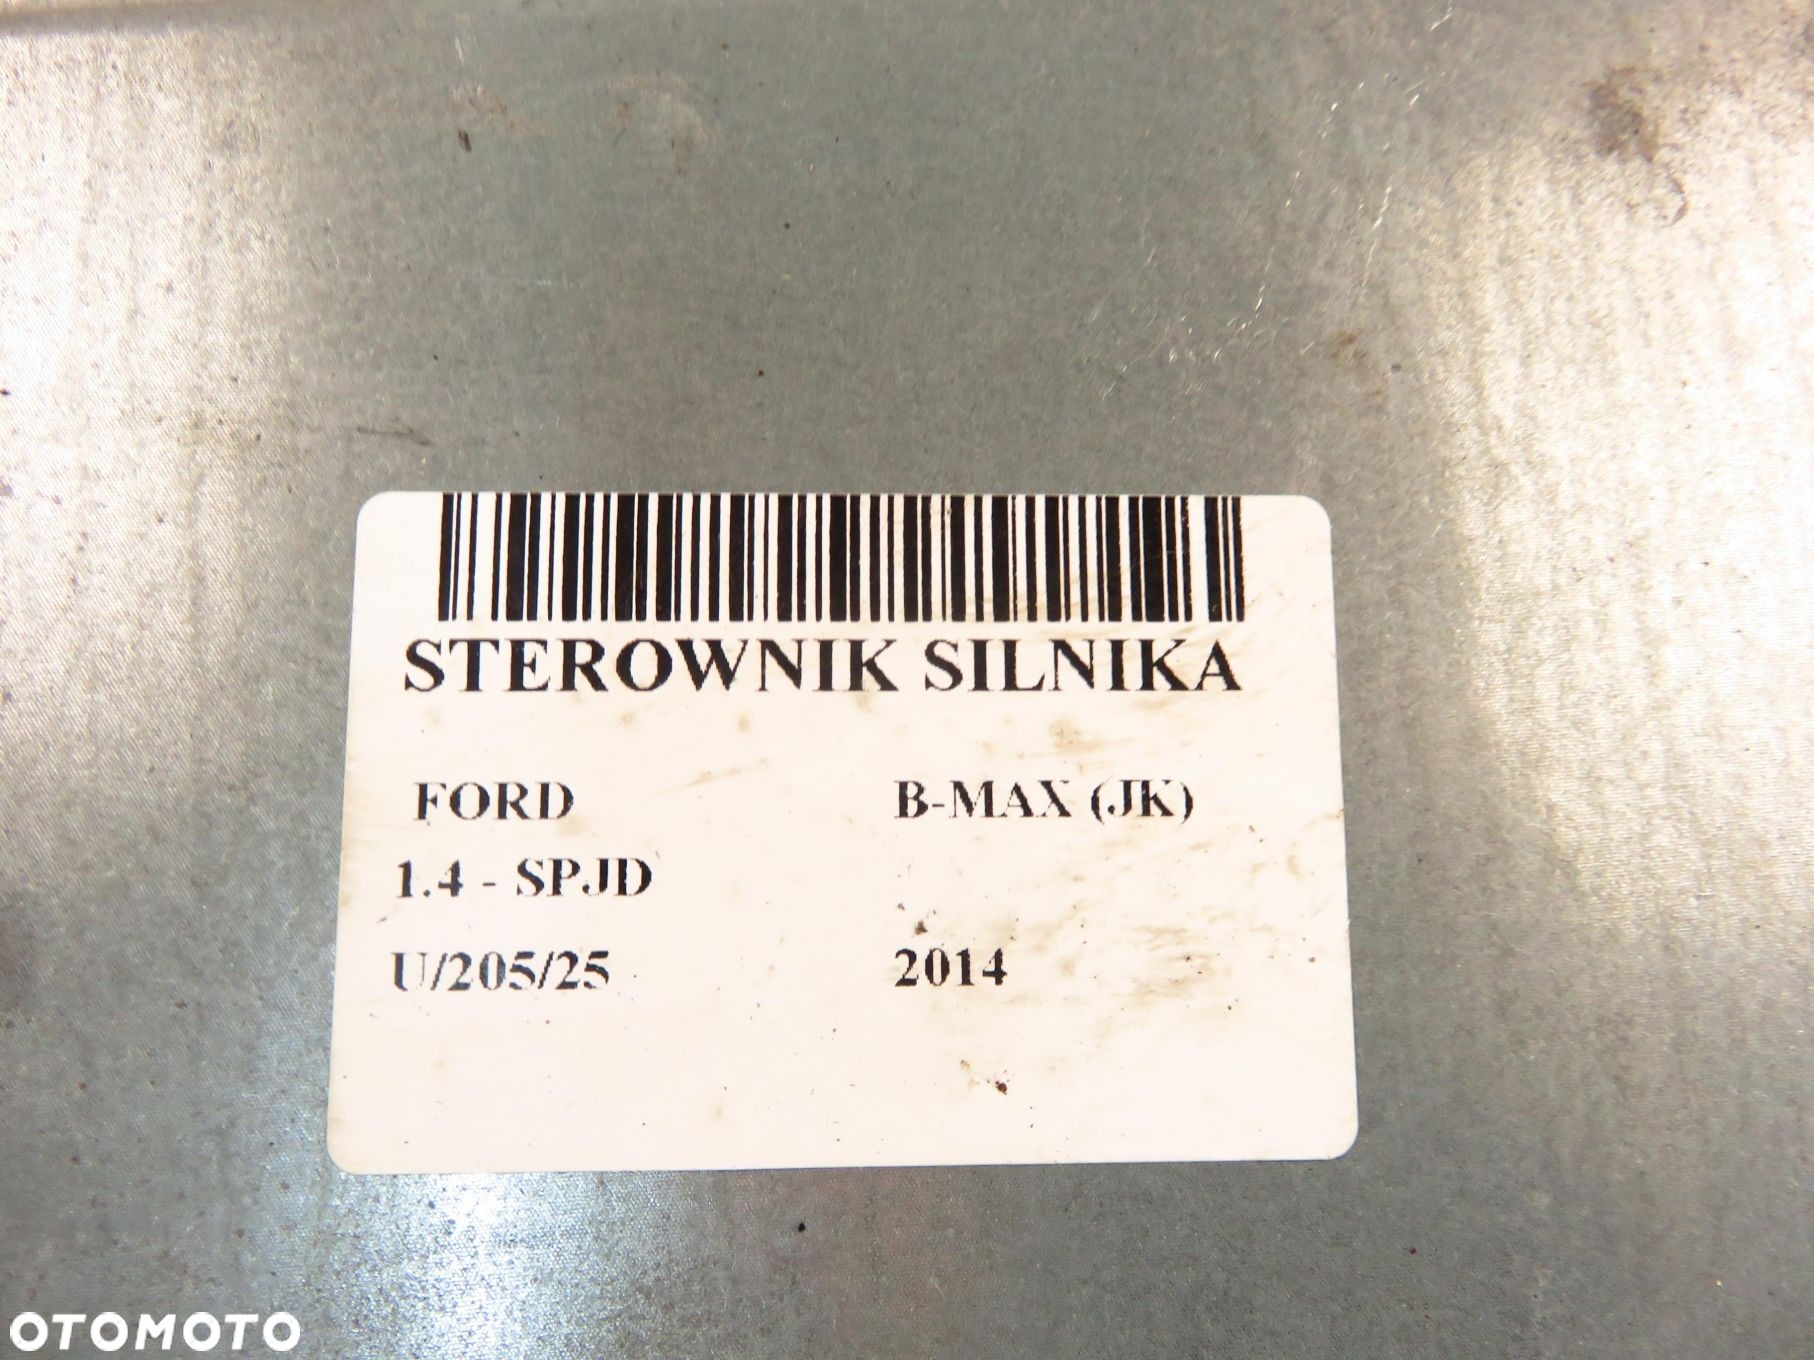 STEROWNIK SILNIKA
FORD B-MAX (JK)
1.4 - SPJD
U/205/25 2014
OTOMOTO